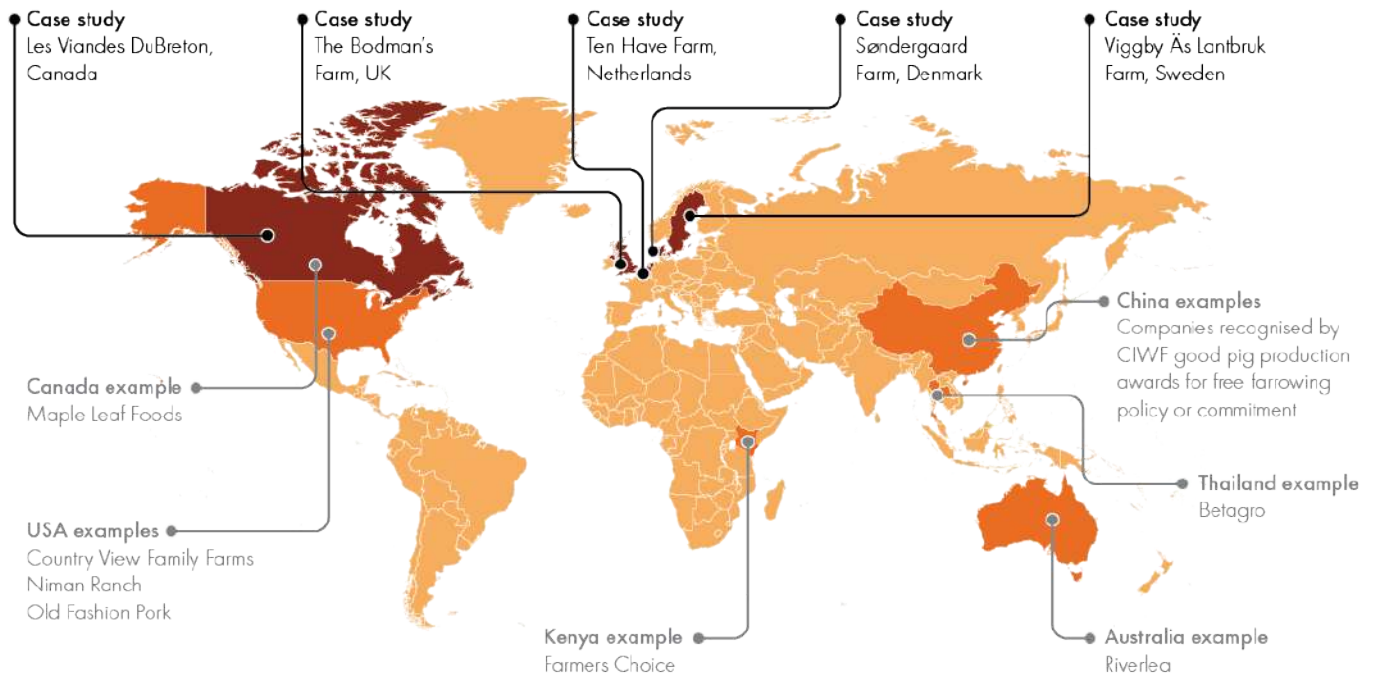 Case study
Les Viandes DuBreton,
Canada
Case study
The Bodman's
Farm, UK
Case study
Ten Have Farm,
Netherlands
Case study
Søndergaard
Farm, Denmark
Case study
Viggby Äs Lantbruk
Farm, Sweden
Canada example
Maple Leaf Foods
USA examples
Country View Family Farms
Niman Ranch
Old Fashion Pork
Kenya example
Farmers Choice
China examples
Companies recognised by
CIWF good pig production
awards for free farrowing
policy or commitment
Thailand example
Betagro
Australia example
Riverlea